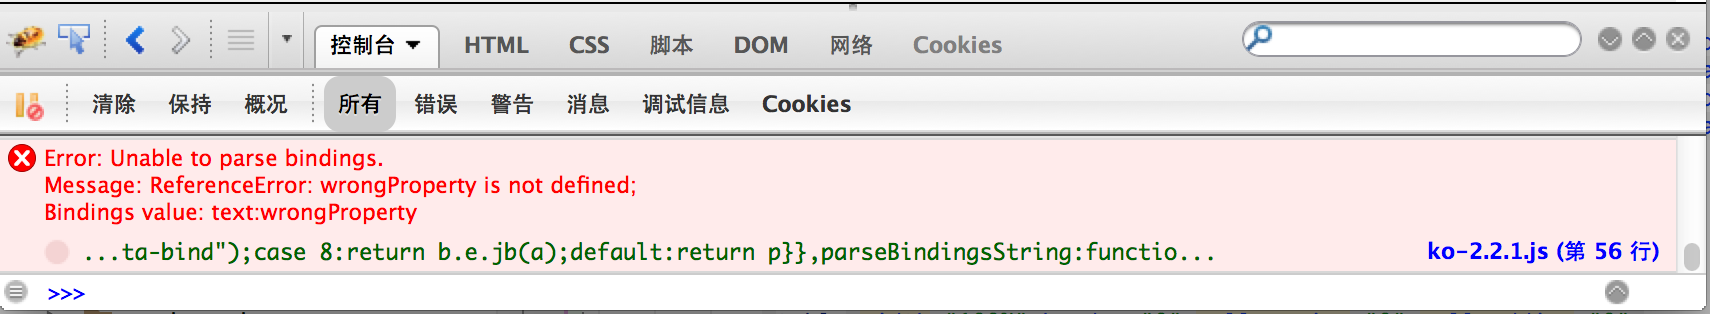 控制台 HTML CSS 脚本 DOM 网络 Cookies
清除 保持 概况 所有 错误 警告 消息 调试信息 Cookies
Error: Unable to parse bindings.
Message: ReferenceError: wrongProperty is not defined;
Bindings value: text:wrongProperty
...ta-bind");case 8:return b.e.jb(a);default:return p}},parseBindingsString:functio... ko-2.2.1.js (第 56 行)
>>>